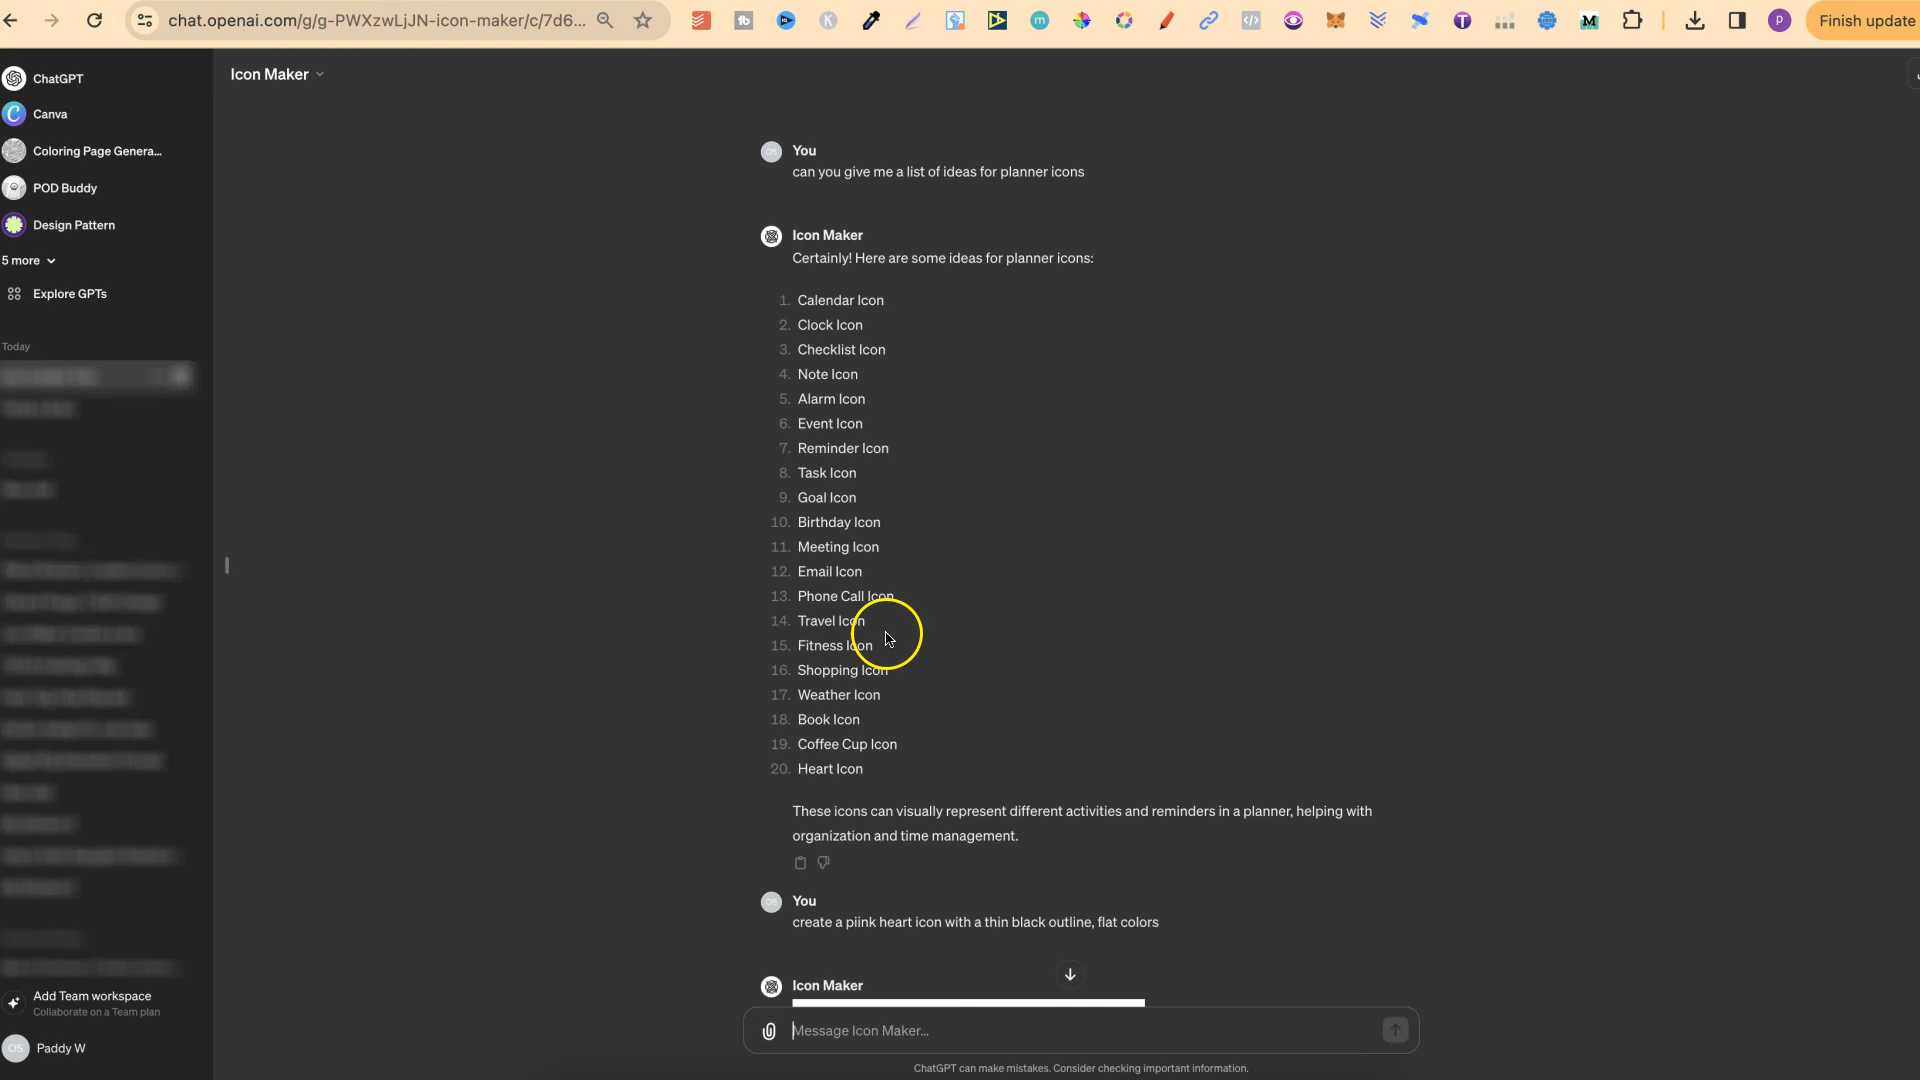 chat.openai.com/g/g-PWXzwLjJN-icon-maker/c/7d6...
Finish update
ChatGPT
Canva
Coloring Page Genera...
POD Buddy
Design Pattern
5 more
Explore GPTs
Today
Add Team workspace
Collaborate on a Team plan
Paddy W
Icon Maker
You
can you give me a list of ideas for planner icons
Icon Maker
Certainly! Here are some ideas for planner icons:
1. Calendar Icon
2. Clock Icon
3. Checklist Icon
4. Note Icon
5. Alarm Icon
6. Event Icon
7. Reminder Icon
8. Task Icon
9. Goal Icon
10. Birthday Icon
11. Meeting Icon
12. Email Icon
13. Phone Call Icon
14. Travel Icon
15. Fitness Icon
16. Shopping Icon
17. Weather Icon
18. Book Icon
19. Coffee Cup Icon
20. Heart Icon
These icons can visually represent different activities and reminders in a planner, helping with
organization and time management.
You
create a piink heart icon with a thin black outline, flat colors
Icon Maker
Message Icon Maker...
ChatGPT can make mistakes. Consider checking important information.